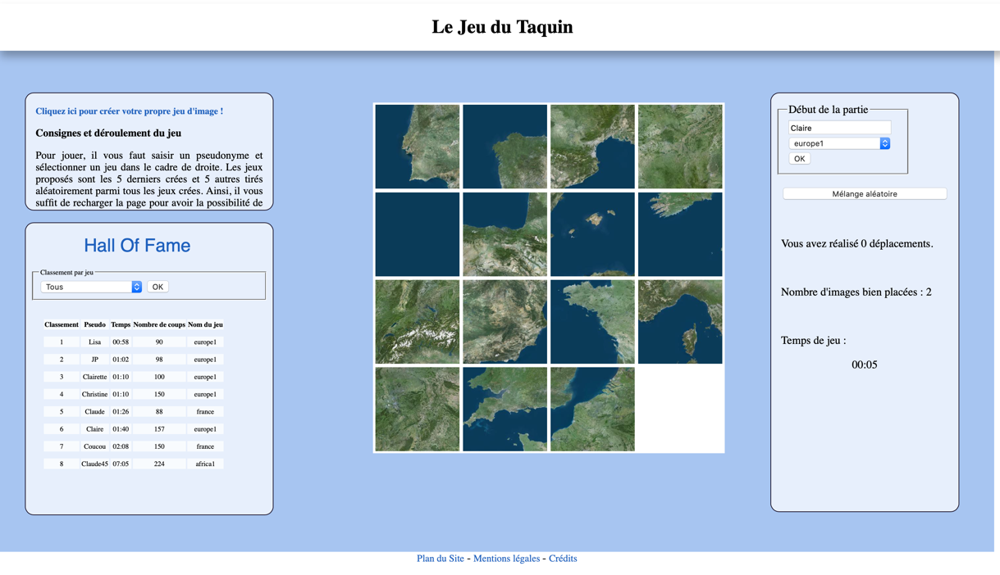 Le Jeu du Taquin
Cliquez ici pour créer votre propre jeu d'image !
Consignes et déroulement du jeu
Pour jouer, il vous faut saisir un pseudonyme et
sélectionner un jeu dans le cadre de droite. Les jeux
proposés sont les 5 derniers crées et 5 autres tirés
aléatoirement parmi tous les jeux crées. Ainsi, il vous
suffit de recharger la page pour avoir la possibilité de
Hall Of Fame
Classement par jeu
Tous OK
Classement Pseudo Temps Nombre de coups Nom du jeu
1 Lisa 00:58 90 europe1
2 JP 01:02 98 europe1
3 Clairette 01:10 100 europe1
4 Christine 01:10 150 europe1
5 Claude 01:26 88 france
6 Claire 01:40 157 europe1
7 Coucou 02:08 150 france
8 Claude45 07:05 224 africa1
Début de la partie
Claire
europe1
OK
Mélange aléatoire
Vous avez réalisé 0 déplacements.
Nombre d'images bien placées : 2
Temps de jeu :
00:05
Plan du Site - Mentions légales - Crédits